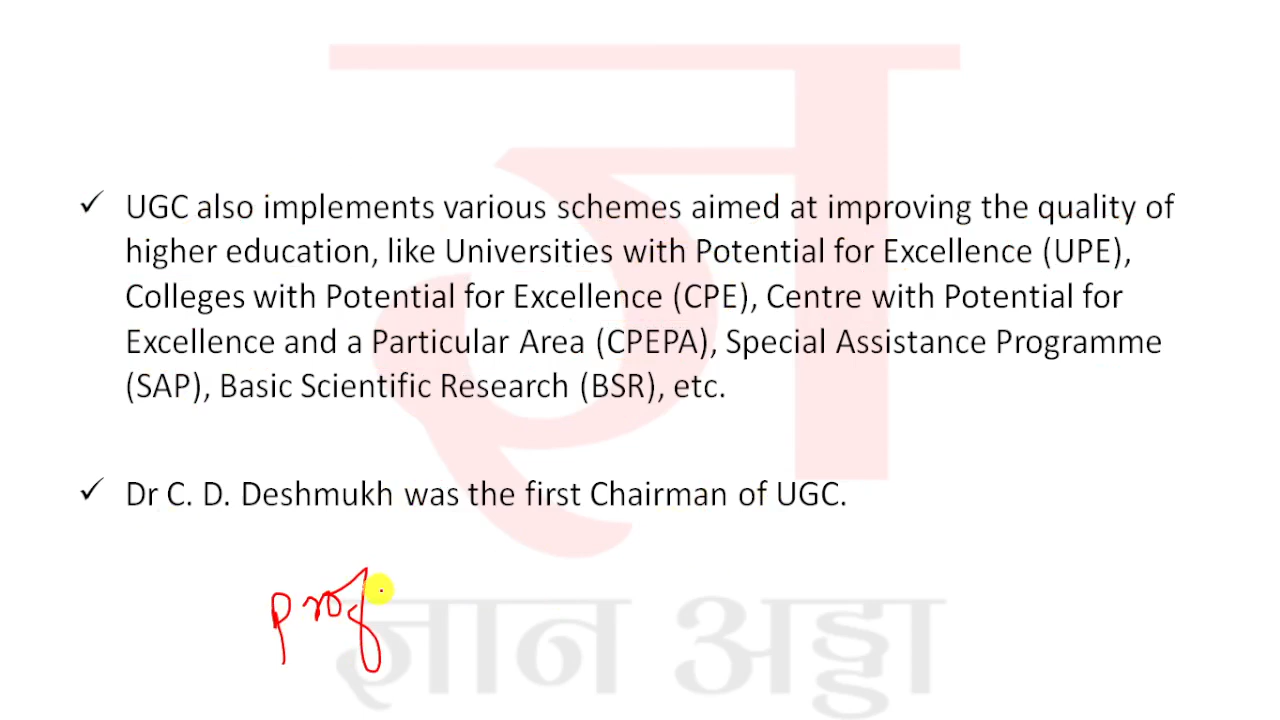 ✓ UGC also implements various schemes aimed at improving the quality of
higher education, like Universities with Potential for Excellence (UPE),
Colleges with Potential for Excellence (CPE), Centre with Potential for
Excellence and a Particular Area (CPEPA), Special Assistance Programme
(SAP), Basic Scientific Research (BSR), etc.
✓ Dr C. D. Deshmukh was the first Chairman of UGC.
Prof
ज्ञान अड्डा